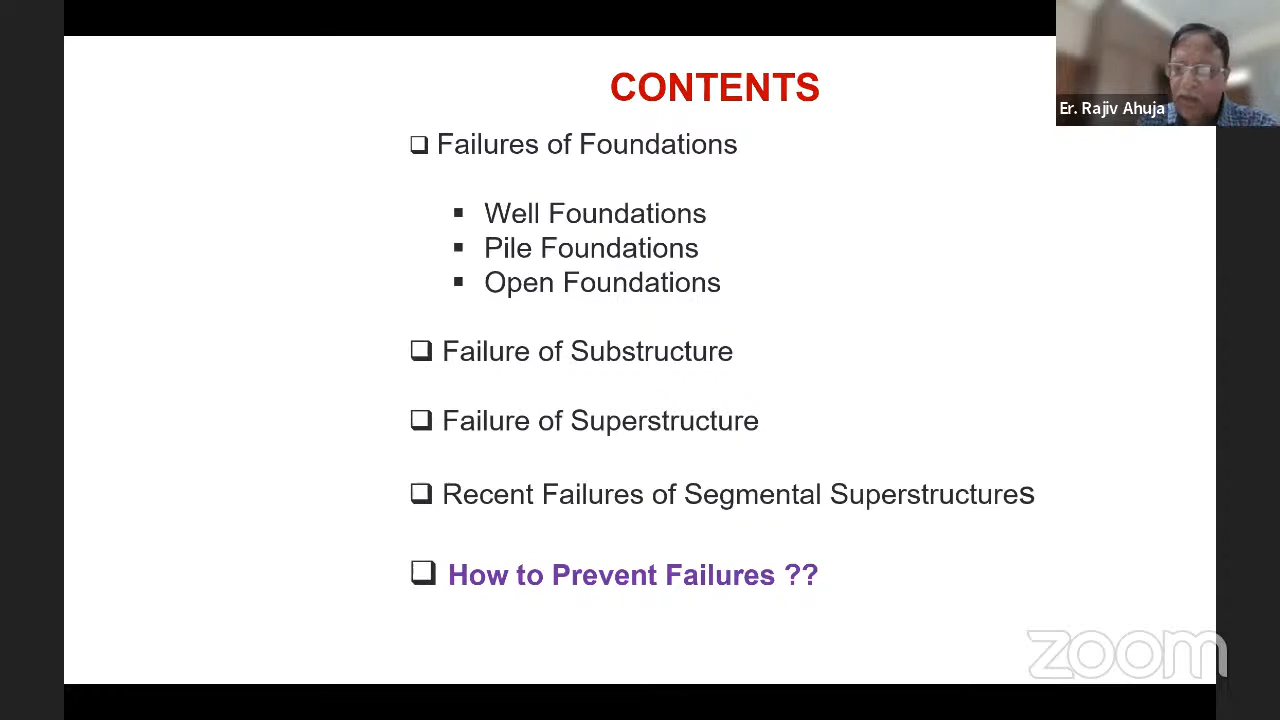 CONTENTS
Er. Rajiv Ahuja
❑ Failures of Foundations
▪ Well Foundations
▪ Pile Foundations
▪ Open Foundations
❑ Failure of Substructure
❑ Failure of Superstructure
❑ Recent Failures of Segmental Superstructures
❑ How to Prevent Failures ??
zoom